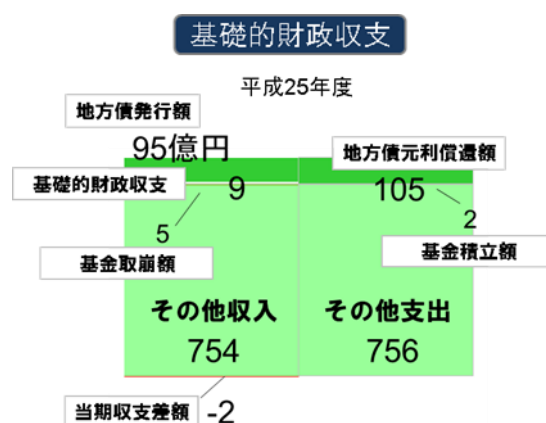 基礎的財政収支
平成25年度
地方債発行額
95億円
地方債元利償還額
基礎的財政収支
9
105
5
2
基金取崩額
基金積立額
その他収入
その他支出
754
756
当期収支差額
-2